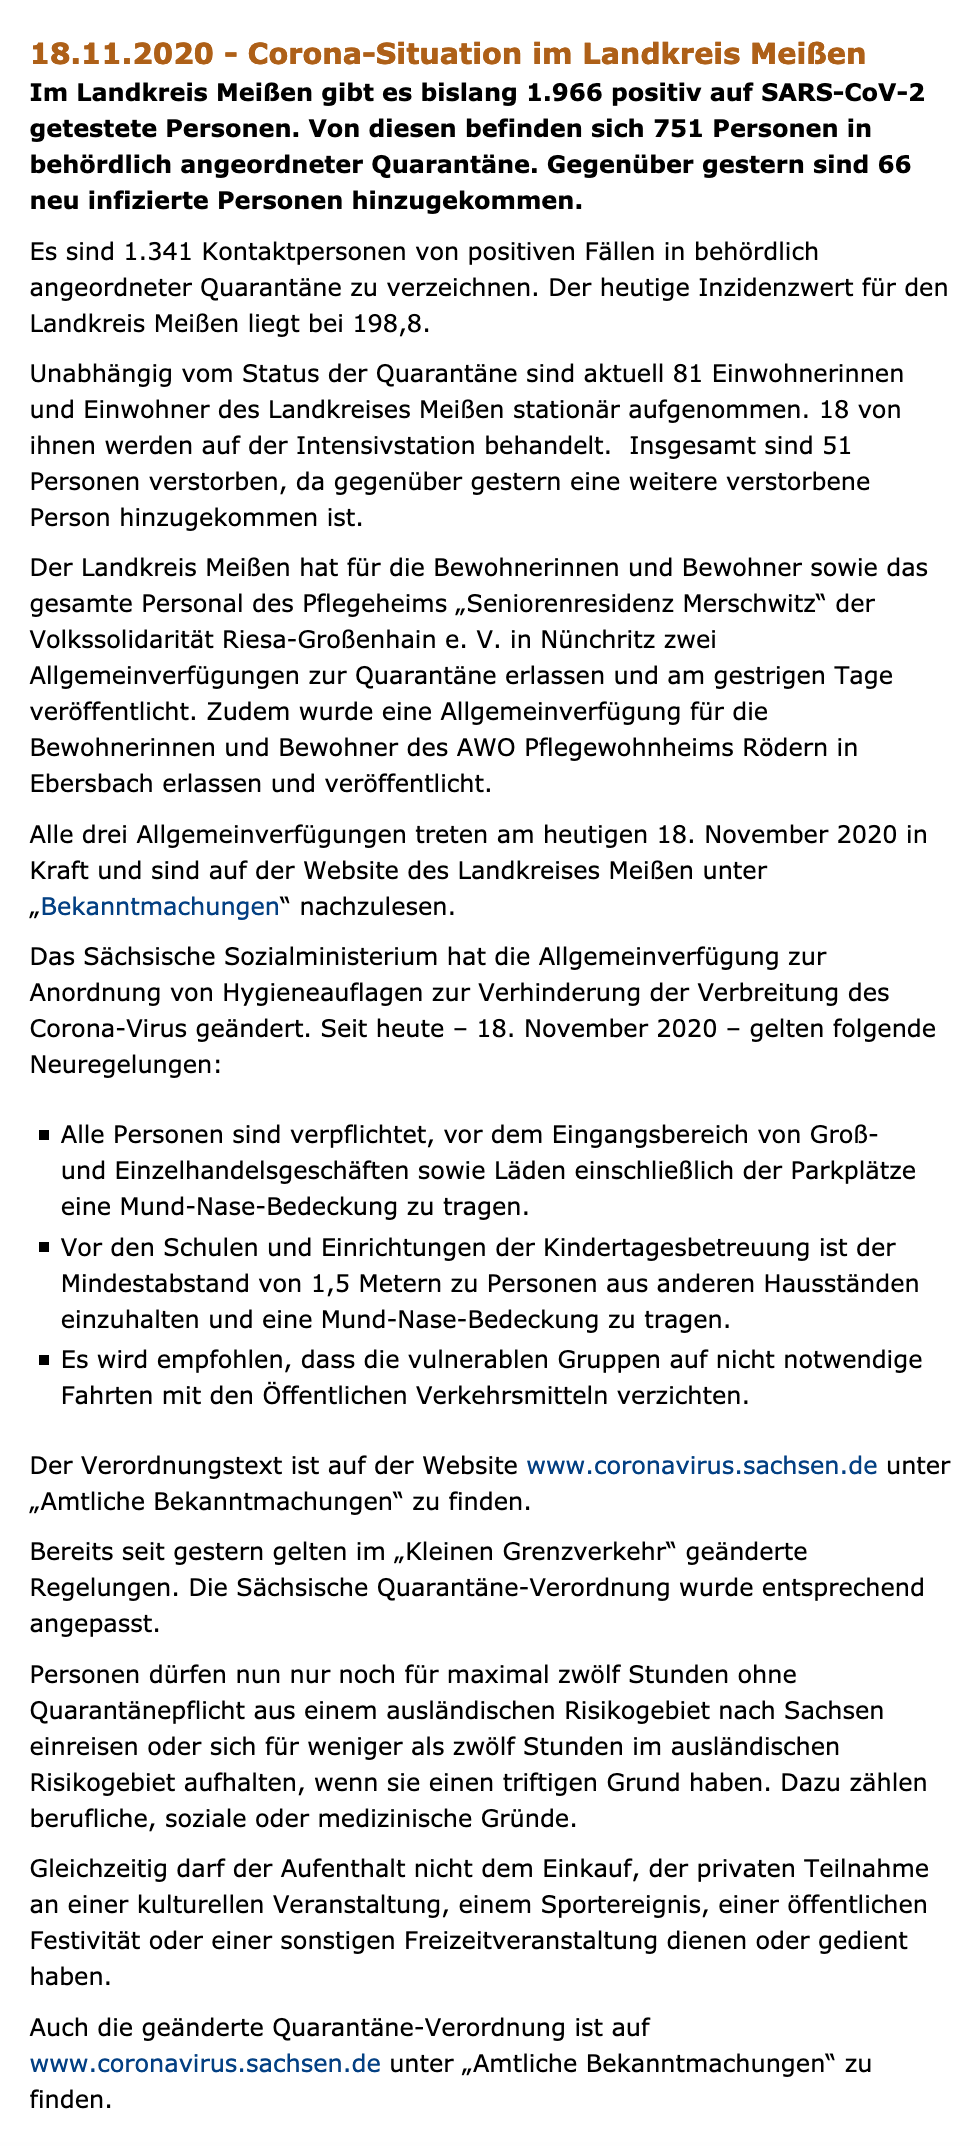 18.11.2020 - Corona-Situation im Landkreis Meißen
Im Landkreis Meißen gibt es bislang 1.966 positiv auf SARS-CoV-2
getestete Personen. Von diesen befinden sich 751 Personen in
behördlich angeordneter Quarantäne. Gegenüber gestern sind 66
neu infizierte Personen hinzugekommen.
Es sind 1.341 Kontaktpersonen von positiven Fällen in behördlich
angeordneter Quarantäne zu verzeichnen. Der heutige Inzidenzwert für den
Landkreis Meißen liegt bei 198,8.
Unabhängig vom Status der Quarantäne sind aktuell 81 Einwohnerinnen
und Einwohner des Landkreises Meißen stationär aufgenommen. 18 von
ihnen werden auf der Intensivstation behandelt.  Insgesamt sind 51
Personen verstorben, da gegenüber gestern eine weitere verstorbene
Person hinzugekommen ist.
Der Landkreis Meißen hat für die Bewohnerinnen und Bewohner sowie das
gesamte Personal des Pflegeheims „Seniorenresidenz Merschwitz“ der
Volkssolidarität Riesa-Großenhain e. V. in Nünchritz zwei
Allgemeinverfügungen zur Quarantäne erlassen und am gestrigen Tage
veröffentlicht. Zudem wurde eine Allgemeinverfügung für die
Bewohnerinnen und Bewohner des AWO Pflegewohnheims Rödern in
Ebersbach erlassen und veröffentlicht.
Alle drei Allgemeinverfügungen treten am heutigen 18. November 2020 in
Kraft und sind auf der Website des Landkreises Meißen unter
„Bekanntmachungen“ nachzulesen.
Das Sächsische Sozialministerium hat die Allgemeinverfügung zur
Anordnung von Hygieneauflagen zur Verhinderung der Verbreitung des
Corona-Virus geändert. Seit heute – 18. November 2020 – gelten folgende
Neuregelungen:
▪ Alle Personen sind verpflichtet, vor dem Eingangsbereich von Groß-
und Einzelhandelsgeschäften sowie Läden einschließlich der Parkplätze
eine Mund-Nase-Bedeckung zu tragen.
▪ Vor den Schulen und Einrichtungen der Kindertagesbetreuung ist der
Mindestabstand von 1,5 Metern zu Personen aus anderen Hausständen
einzuhalten und eine Mund-Nase-Bedeckung zu tragen.
▪ Es wird empfohlen, dass die vulnerablen Gruppen auf nicht notwendige
Fahrten mit den Öffentlichen Verkehrsmitteln verzichten.
Der Verordnungstext ist auf der Website www.coronavirus.sachsen.de unter
„Amtliche Bekanntmachungen“ zu finden.
Bereits seit gestern gelten im „Kleinen Grenzverkehr“ geänderte
Regelungen. Die Sächsische Quarantäne-Verordnung wurde entsprechend
angepasst.
Personen dürfen nun nur noch für maximal zwölf Stunden ohne
Quarantänepflicht aus einem ausländischen Risikogebiet nach Sachsen
einreisen oder sich für weniger als zwölf Stunden im ausländischen
Risikogebiet aufhalten, wenn sie einen triftigen Grund haben. Dazu zählen
berufliche, soziale oder medizinische Gründe.
Gleichzeitig darf der Aufenthalt nicht dem Einkauf, der privaten Teilnahme
an einer kulturellen Veranstaltung, einem Sportereignis, einer öffentlichen
Festivität oder einer sonstigen Freizeitveranstaltung dienen oder gedient
haben.
Auch die geänderte Quarantäne-Verordnung ist auf
www.coronavirus.sachsen.de unter „Amtliche Bekanntmachungen“ zu
finden.